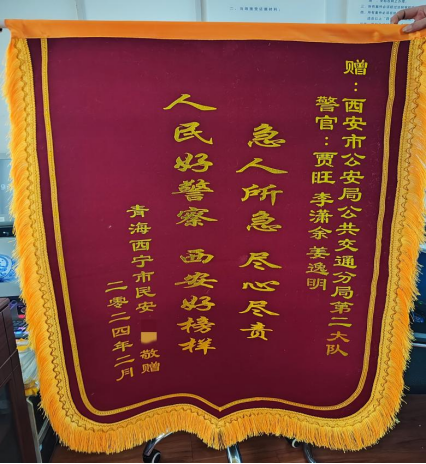 赠：西安市公安局公共交通分局第二大队
警官：贾旺 李潇余 姜逸明
急人所急 尽心尽责
人民好警察 西安好榜样
青海西宁市民安 敬赠
二零二四年二月